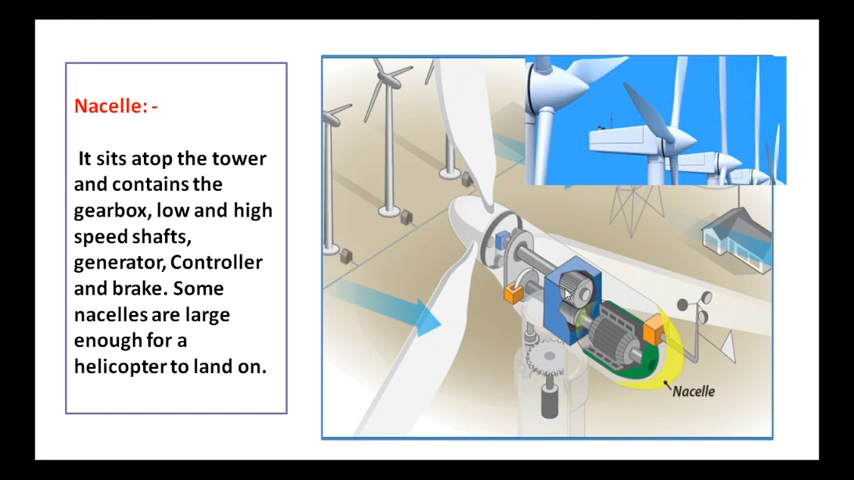 Nacelle: -
It sits atop the tower
and contains the
gearbox, low and high
speed shafts,
generator, Controller
and brake. Some
nacelles are large
enough for a
helicopter to land on.
Nacelle